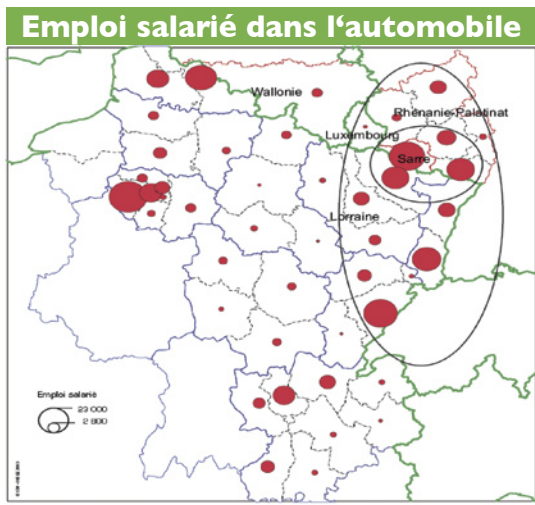 Emploi salarié dans l‘automobile
Wallonie
Rhénanie-Palatinat
Luxembourg
Sarre
Lorraine
Emploi salarié
23 000
2 800